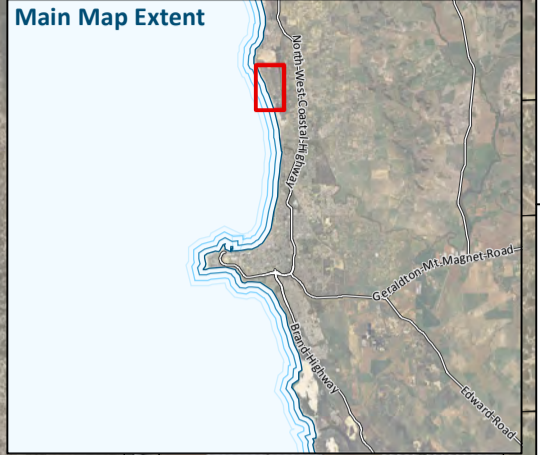 Main Map Extent
North-West-Coastal-Highway
Geraldton-Mt-Magnet-Road
Brand-Highway
Edward-Road